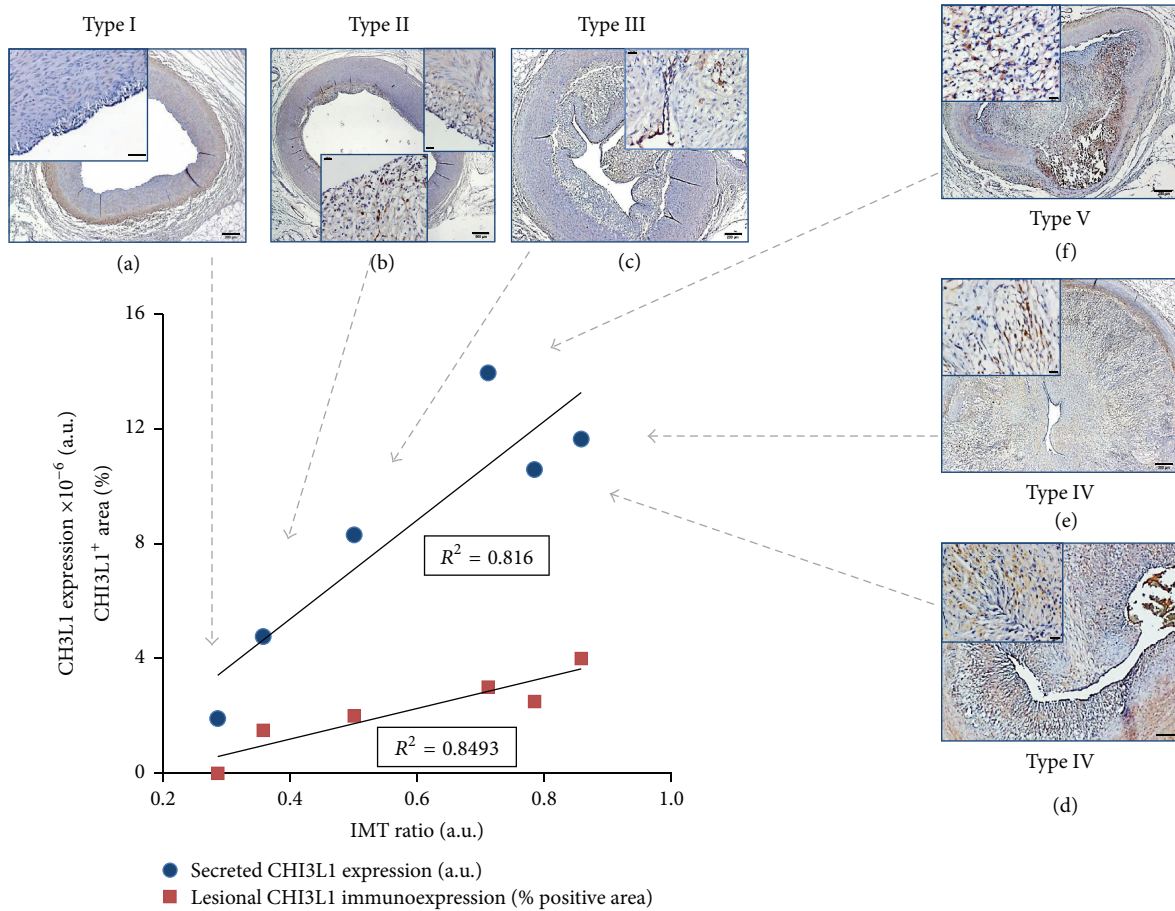 Type I
Type II
Type III
(a)
(b)
(c)
Type V
(f)
Type IV
(e)
Type IV
(d)
CH3L1 expression ×10⁻⁶ (a.u.)
CHI3L1⁺ area (%)
16
12
8
4
0
R² = 0.816
R² = 0.8493
0.2 0.4 0.6 0.8 1.0
IMT ratio (a.u.)
Secreted CHI3L1 expression (a.u.)
Lesional CHI3L1 immunoexpression (% positive area)